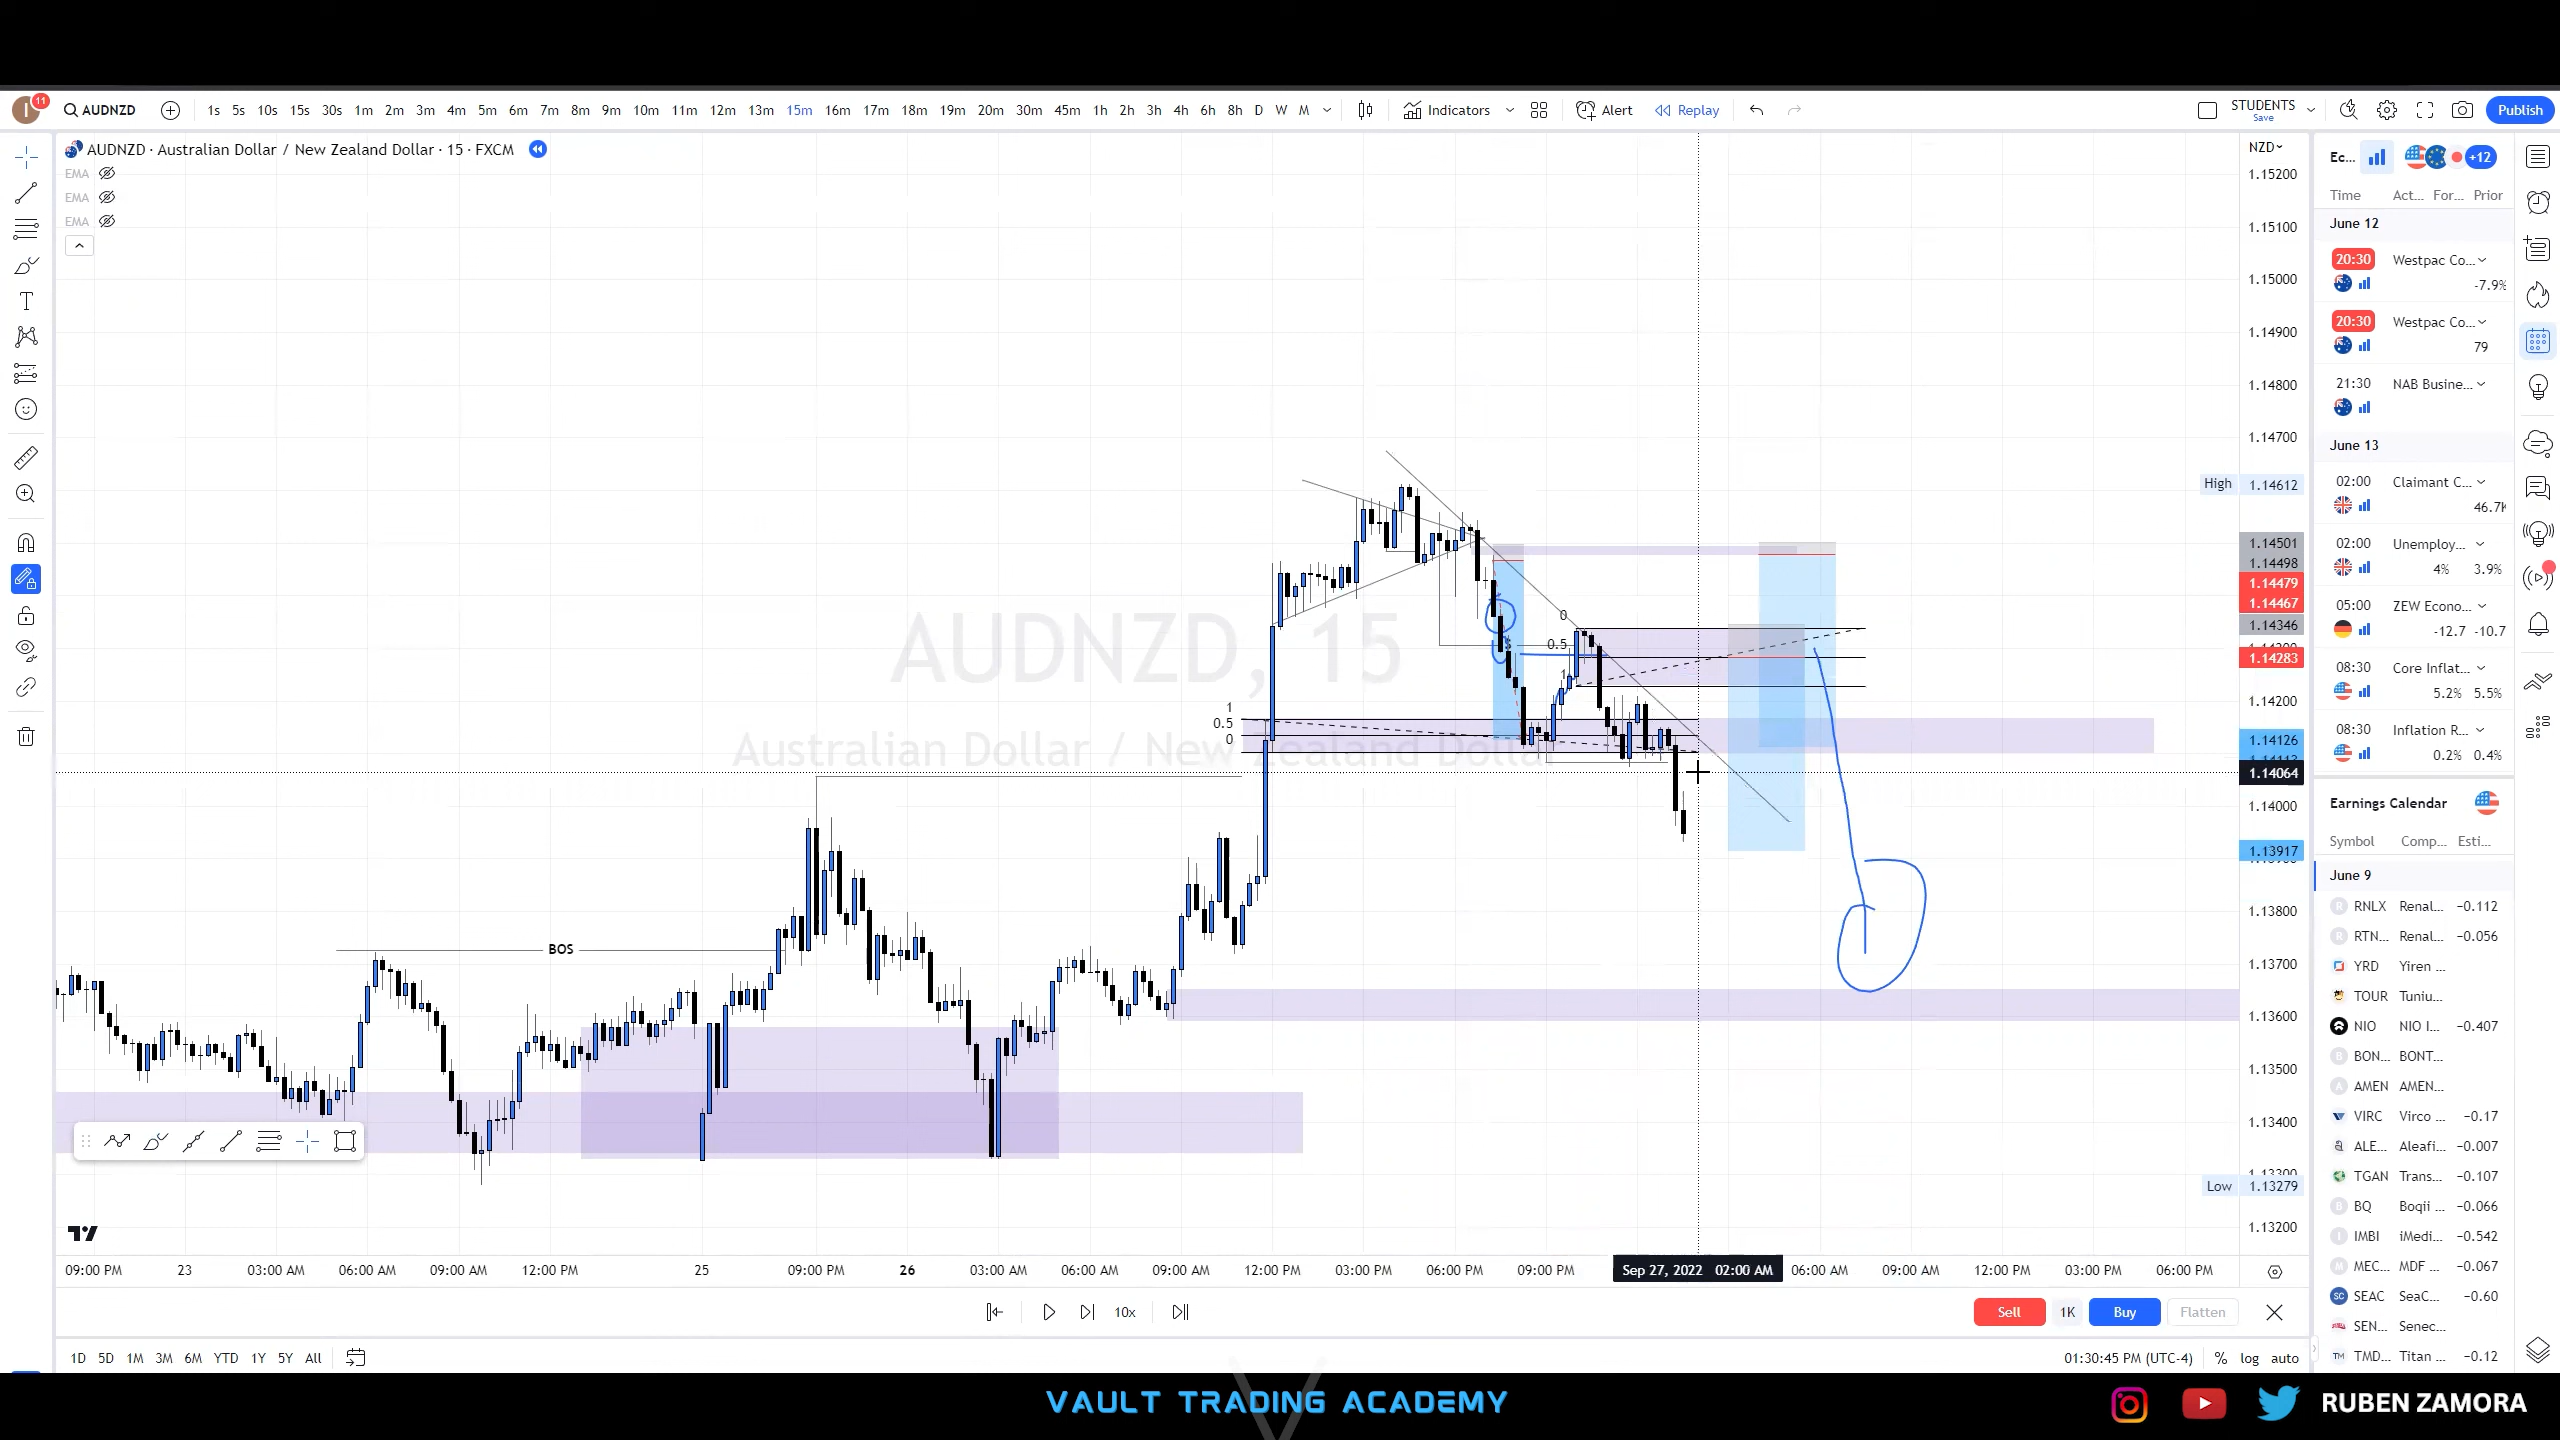 11
AUDNZD
1s 5s 10s 15s 30s 1m 2m 3m 4m 5m 6m 7m 8m 9m 10m 11m 12m 13m 15m 16m 17m 18m 19m 20m 30m 45m 1h 2h 3h 4h 6h 8h D W M
Indicators
Alert
Replay
STUDENTS
Save
Publish
AUDNZD · Australian Dollar / New Zealand Dollar · 15 · FXCM
EMA
EMA
EMA
AUDNZD, 15
Australian Dollar / New Zealand Dollar
BOS
0
0.5
1
1
0.5
0
NZD
1.15200
1.15100
1.15000
1.14900
1.14800
1.14700
High 1.14612
1.14501
1.14498
1.14479
1.14467
1.14346
1.14283
1.14200
1.14126
1.14064
1.14000
1.13917
1.13800
1.13700
1.13600
1.13500
1.13400
1.13300
Low 1.13279
1.13200
09:00 PM 23 03:00 AM 06:00 AM 09:00 AM 12:00 PM 25 09:00 PM 26 03:00 AM 06:00 AM 09:00 AM 12:00 PM 03:00 PM 06:00 PM 09:00 PM Sep 27, 2022 02:00 AM 06:00 AM 09:00 AM 12:00 PM 03:00 PM 06:00 PM
10x
Sell 1K Buy Flatten
1D 5D 1M 3M 6M YTD 1Y 5Y All
01:30:45 PM (UTC-4) % log auto
Ec... +12
Time Act... For... Prior
June 12
20:30 Westpac Co...
-7.9%
20:30 Westpac Co...
79
21:30 NAB Busine...
June 13
02:00 Claimant C...
46.7K
02:00 Unemploy...
4% 3.9%
05:00 ZEW Econo...
-12.7 -10.7
08:30 Core Inflat...
5.2% 5.5%
08:30 Inflation R...
0.2% 0.4%
Earnings Calendar
Symbol Comp... Esti...
June 9
RNLX Renal... −0.112
RTN... Renal... −0.056
YRD Yiren ...
TOUR Tuniu...
NIO NIO I... −0.407
BON... BONT...
AMEN AMEN...
VIRC Virco ... −0.17
ALE... Aleafi... −0.007
TGAN Trans... −0.107
BQ Boqii ... −0.066
IMBI iMedi... −0.542
MEC... MDF ... −0.067
SEAC SeaC... −0.60
SEN... Senec...
TMD... Titan ... −0.12
VAULT TRADING ACADEMY
RUBEN ZAMORA